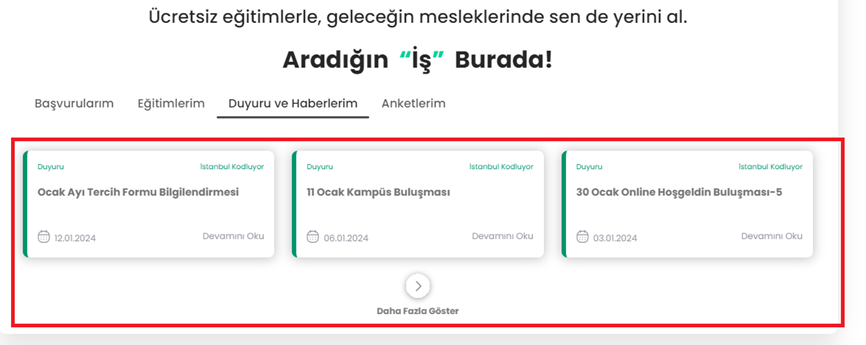 Ücretsiz eğitimlerle, geleceğin mesleklerinde sen de yerini al.
Aradığın “İş” Burada!
Başvurularım Eğitimlerim Duyuru ve Haberlerim Anketlerim
Duyuru İstanbul Kodluyor
Ocak Ayı Tercih Formu Bilgilendirmesi
12.01.2024 Devamını Oku
Duyuru İstanbul Kodluyor
11 Ocak Kampüs Buluşması
06.01.2024 Devamını Oku
Duyuru İstanbul Kodluyor
30 Ocak Online Hoşgeldin Buluşması-5
03.01.2024 Devamını Oku
Daha Fazla Göster